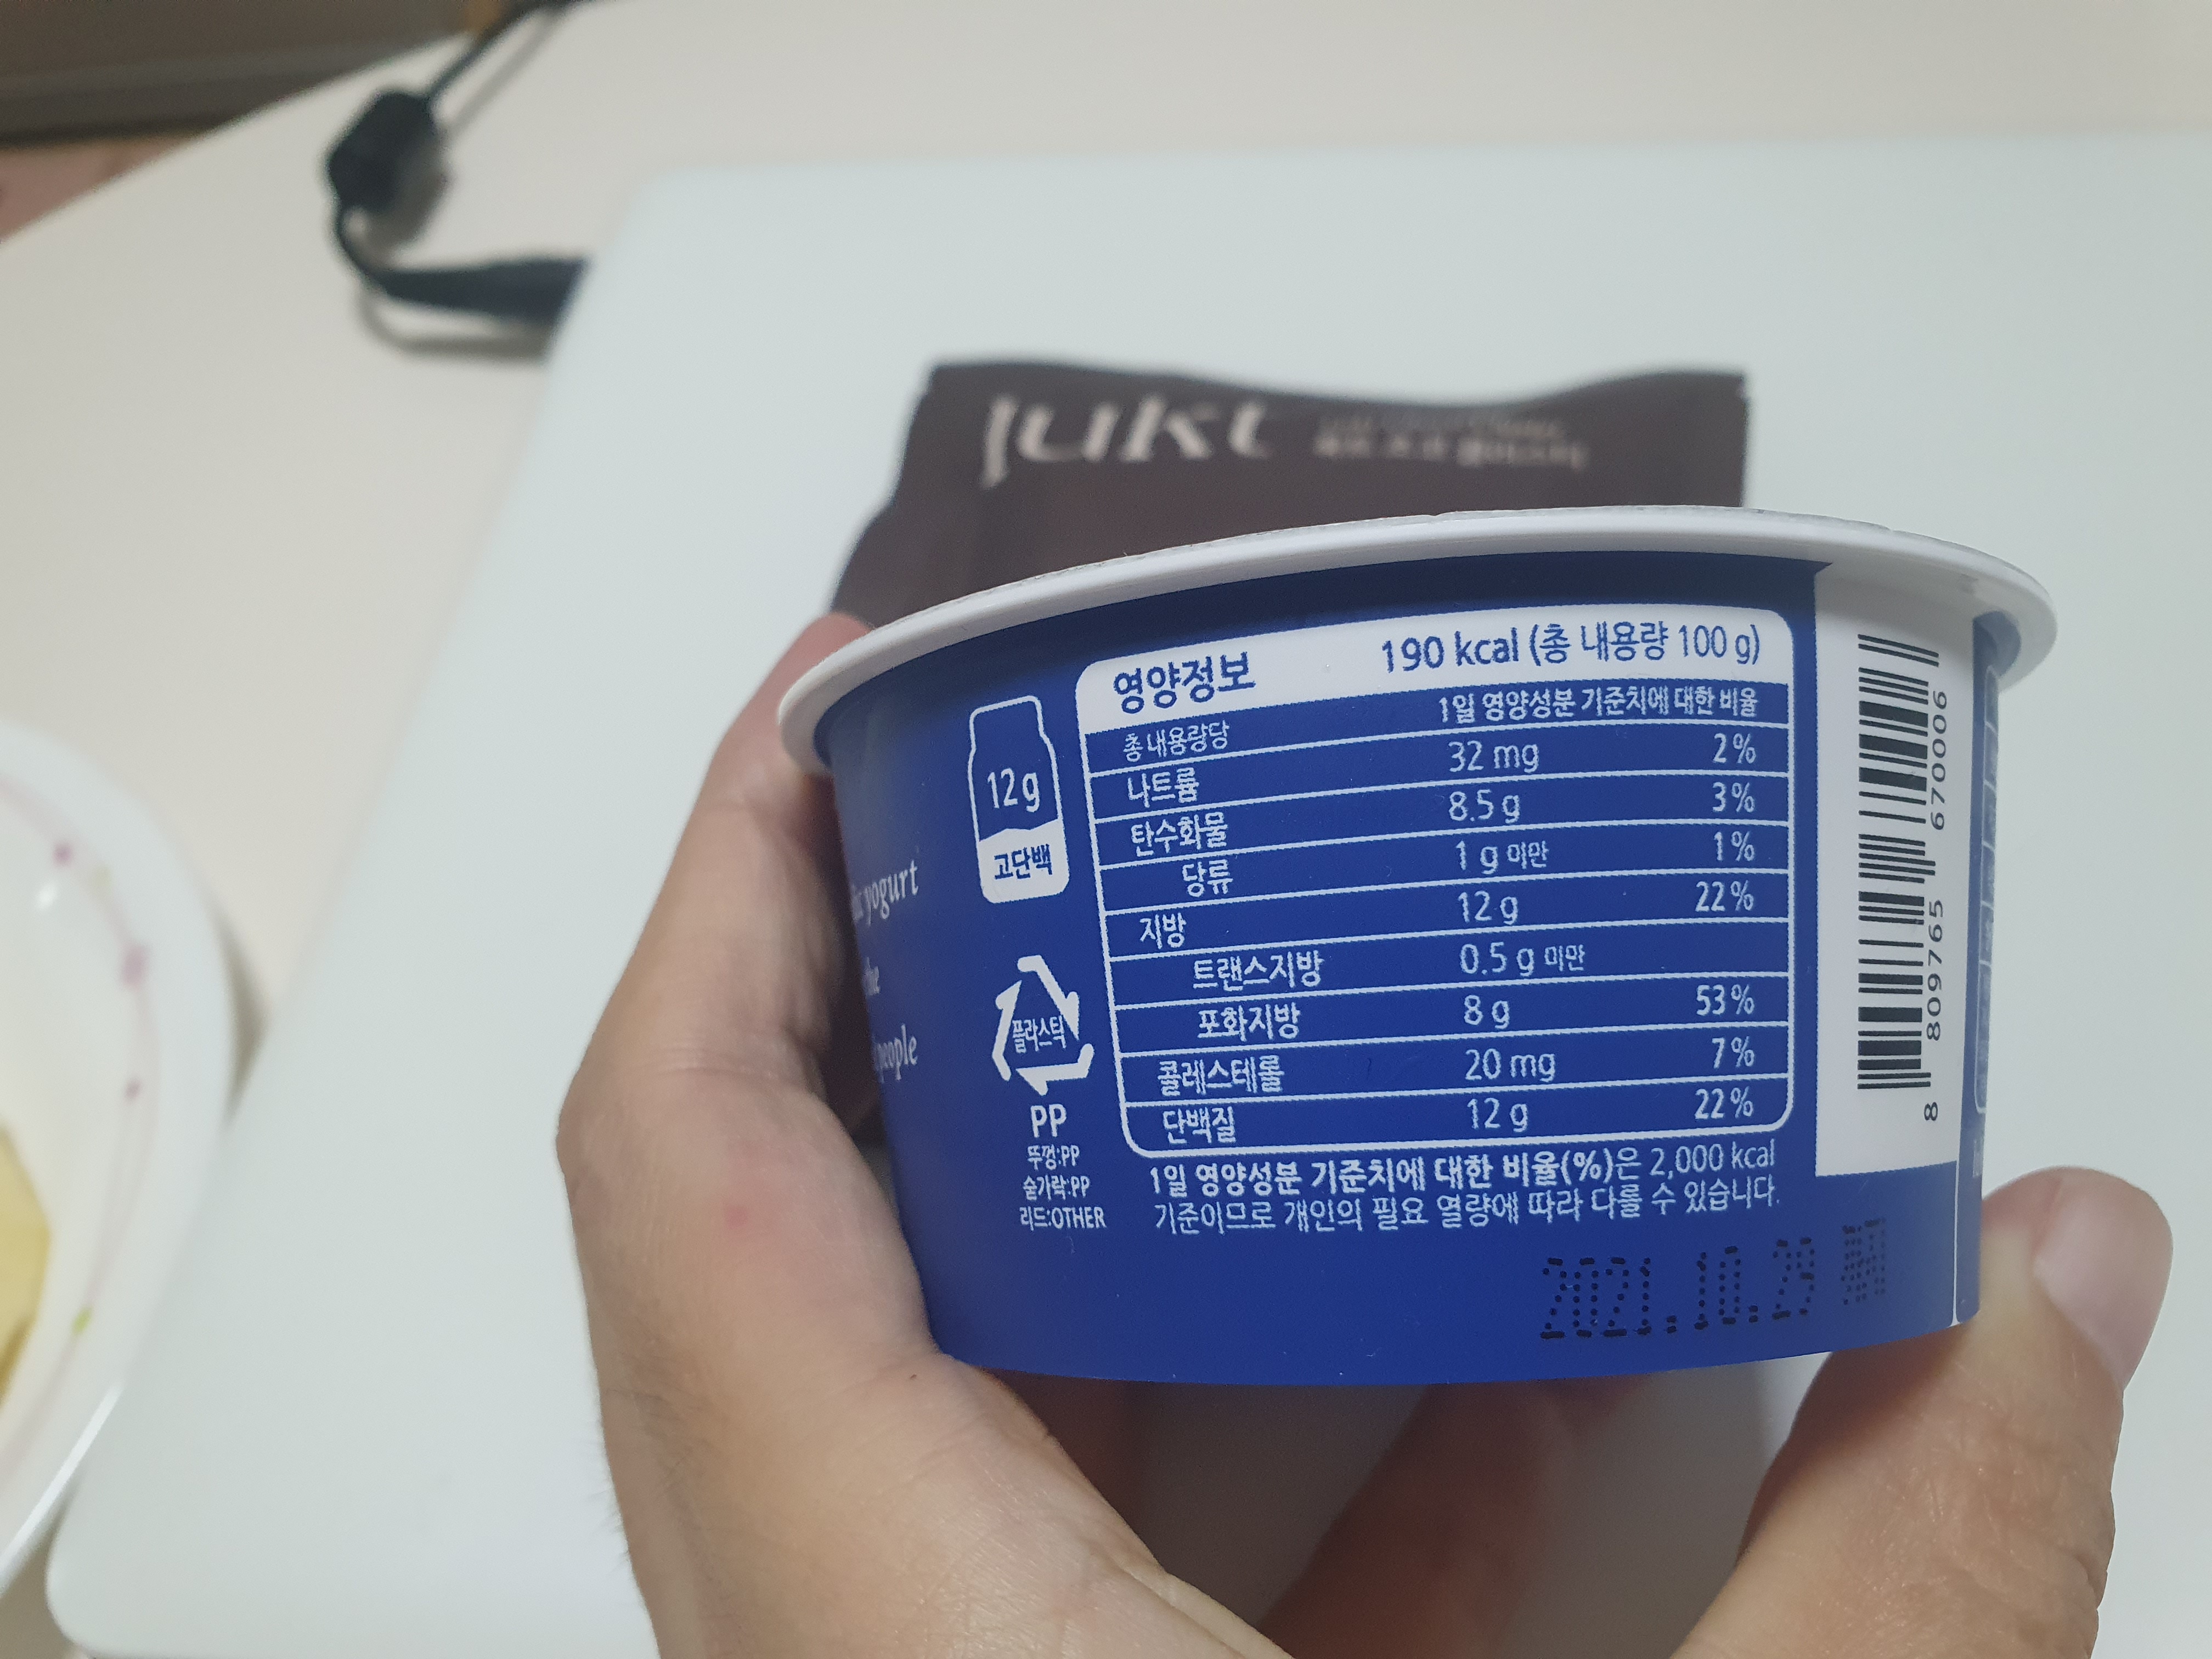 jukt
영양정보 190 kcal (총 내용량 100 g)
총 내용량당 1일 영양성분 기준치에 대한 비율
나트륨 32 mg 2%
탄수화물 8.5 g 3%
당류 1 g 미만 1%
지방 12 g 22%
트랜스지방 0.5 g 미만
포화지방 8 g 53%
콜레스테롤 20 mg 7%
단백질 12 g 22%
1일 영양성분 기준치에 대한 비율(%)은 2,000 kcal
기준이므로 개인의 필요 열량에 따라 다를 수 있습니다.
12g
고단백
yogurt
people
플라스틱
PP
뚜껑:PP
숟가락:PP
리드:OTHER
8 809765 670006
2021.10.29